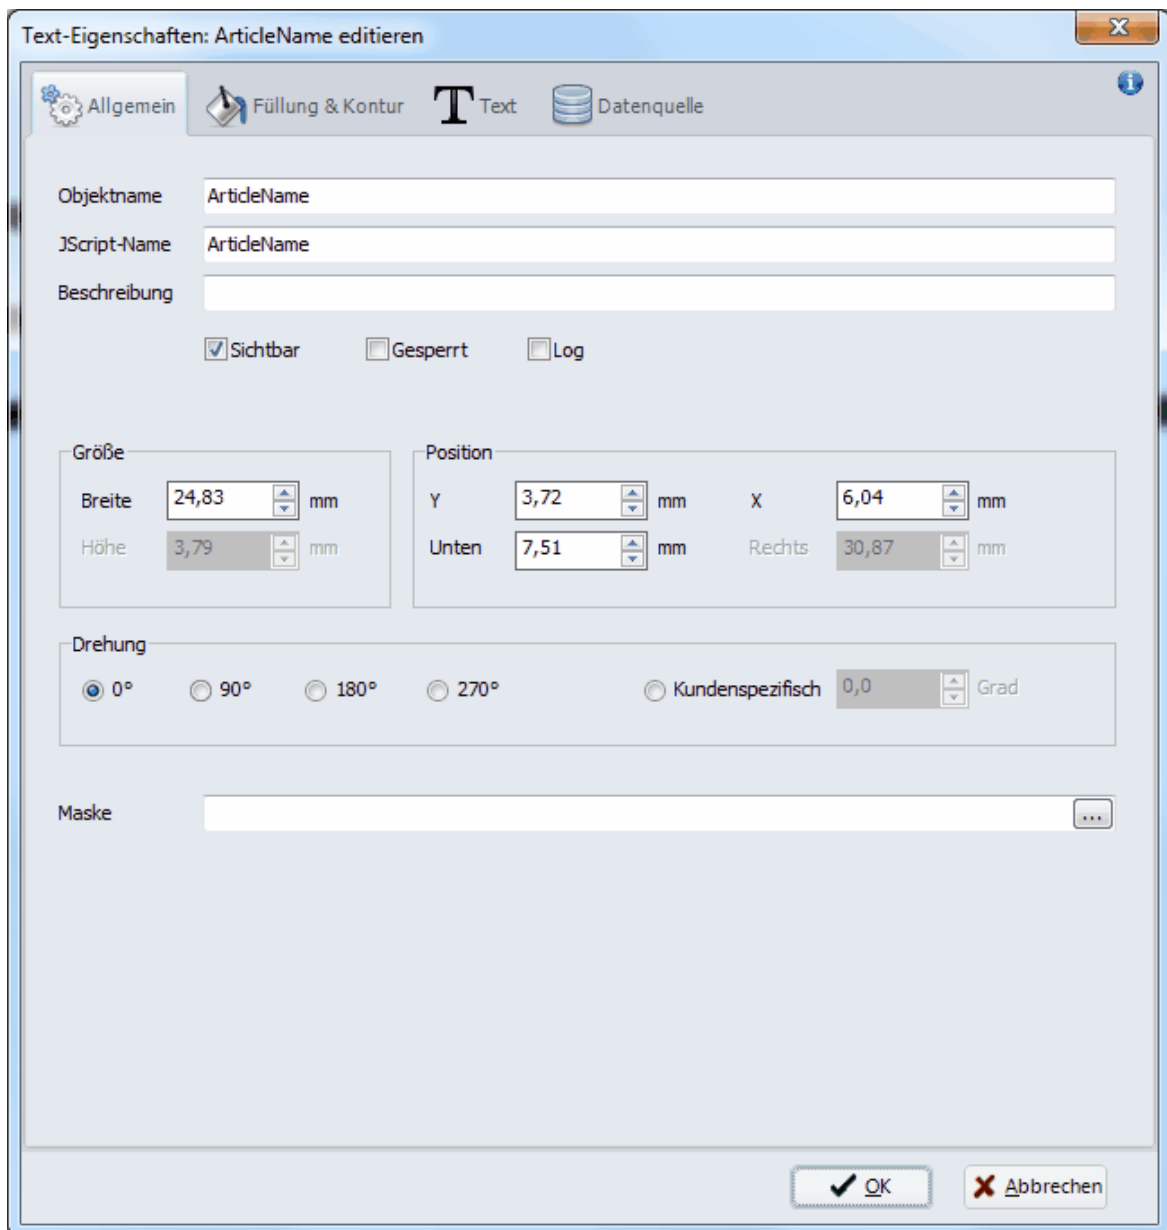 Text-Eigenschaften: ArticleName editieren
Allgemein Füllung & Kontur Text Datenquelle
Objektname ArticleName
JScript-Name ArticleName
Beschreibung
Sichtbar Gesperrt Log
Größe Position
Breite 24,83 mm Y 3,72 mm X 6,04 mm
Höhe 3,79 mm Unten 7,51 mm Rechts 30,87 mm
Drehung
0° 90° 180° 270° Kundenspezifisch 0,0 Grad
Maske ...
OK Abbrechen